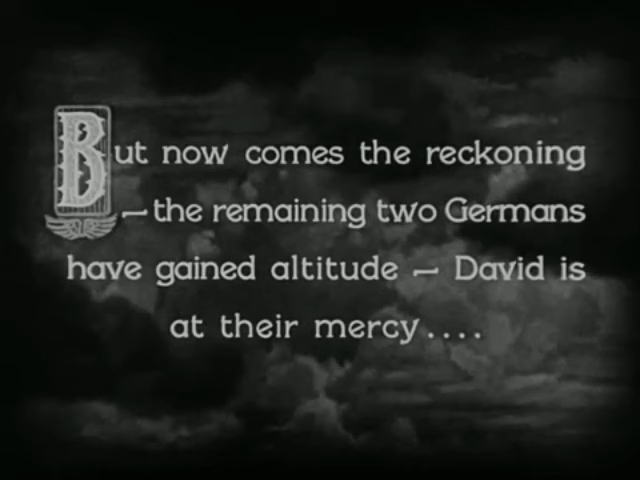 But now comes the reckoning
—the remaining two Germans
have gained altitude — David is
at their mercy....